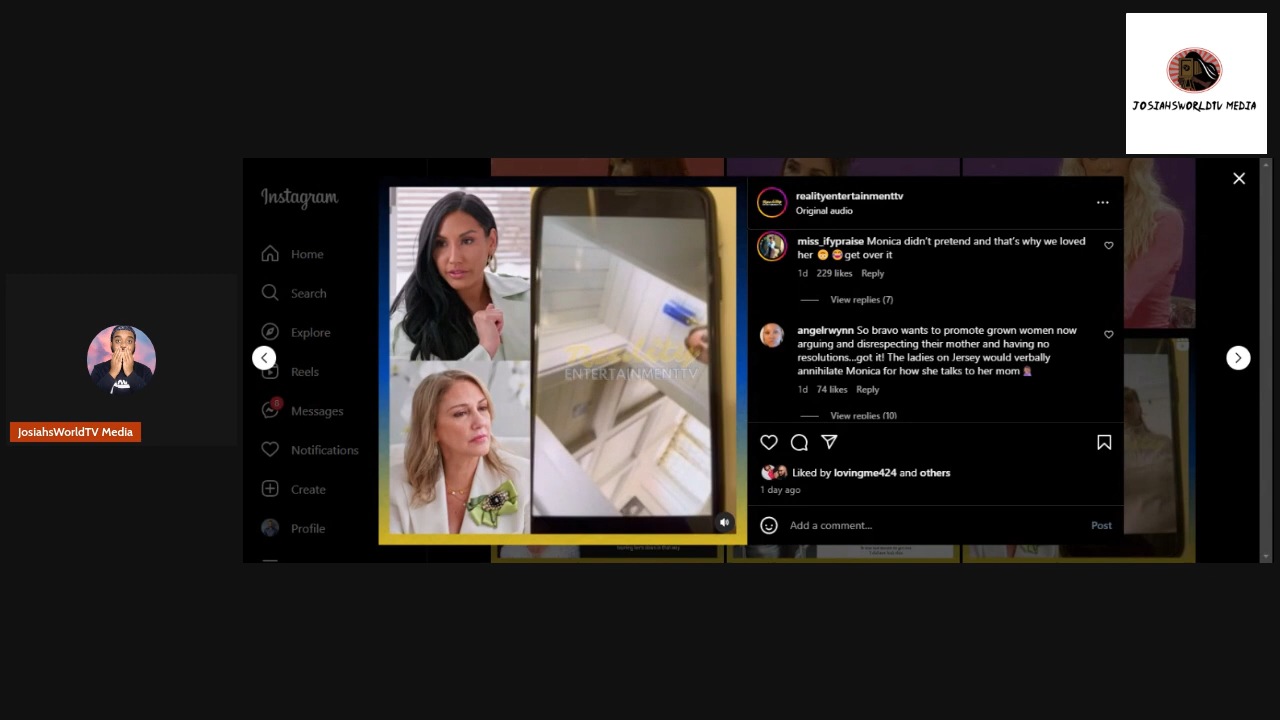 JOSIAHSWORLDTV MEDIA
Instagram
Home
Search
Explore
Reels
8
Messages
Notifications
Create
Profile
JosiahsWorldTV Media
Reality
ENTERTAINMENTTV
realityentertainmenttv
Original audio
miss_ifypraise Monica didn't pretend and that's why we loved
her 🤭 🥰 get over it
1d 229 likes Reply
View replies (7)
angelrwynn So bravo wants to promote grown women now
arguing and disrespecting their mother and having no
resolutions...got it! The ladies on Jersey would verbally
annihilate Monica for how she talks to her mom 🤦🏽‍♀️
1d 74 likes Reply
View replies (10)
Liked by lovingme424 and others
1 day ago
Add a comment...
Post